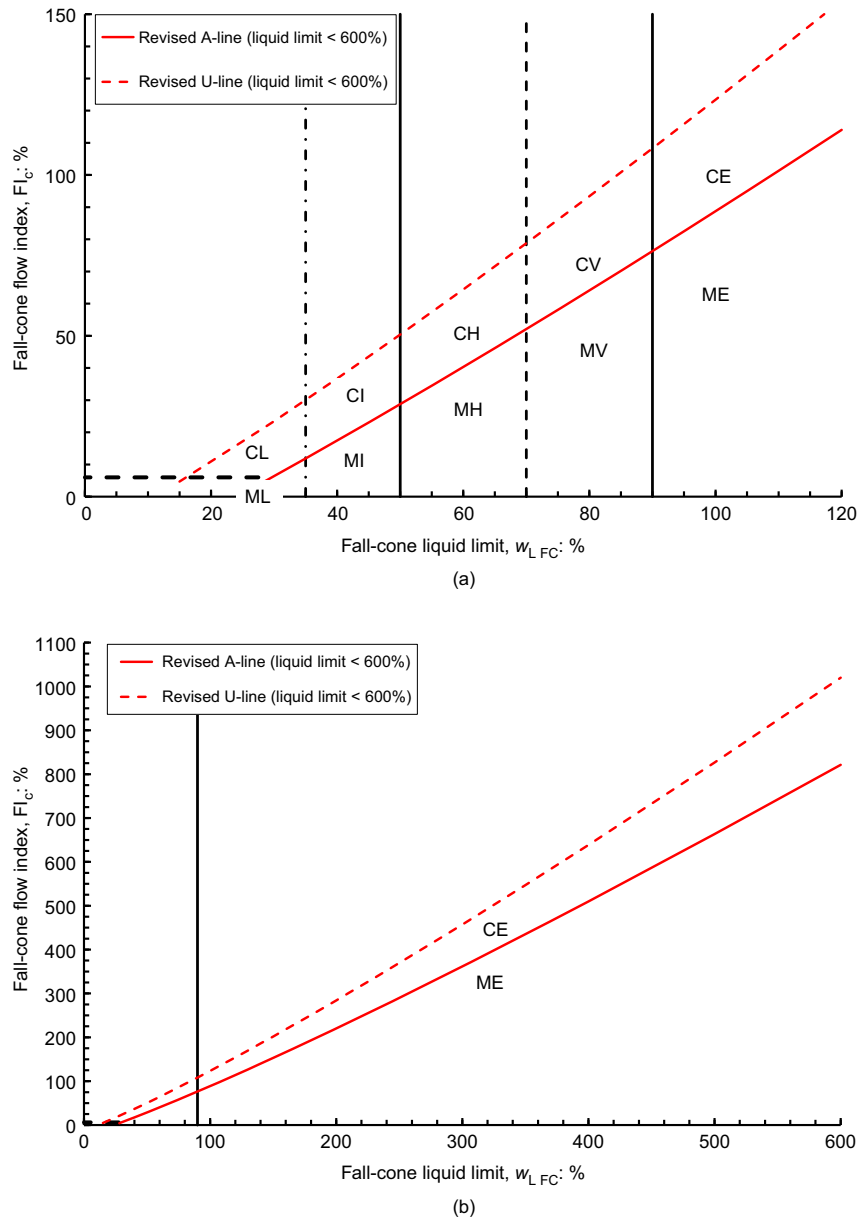 150
Revised A-line (liquid limit < 600%)
Revised U-line (liquid limit < 600%)
100
50
0
Fall-cone flow index, FIc: %
CE
CV
ME
CH
MV
CI
MH
CL
MI
ML
0 20 40 60 80 100 120
Fall-cone liquid limit, wL FC: %
(a)
1100
Revised A-line (liquid limit < 600%)
1000
Revised U-line (liquid limit < 600%)
900
800
700
600
500
400
300
200
100
0
Fall-cone flow index, FIc: %
CE
ME
0 100 200 300 400 500 600
Fall-cone liquid limit, wL FC: %
(b)